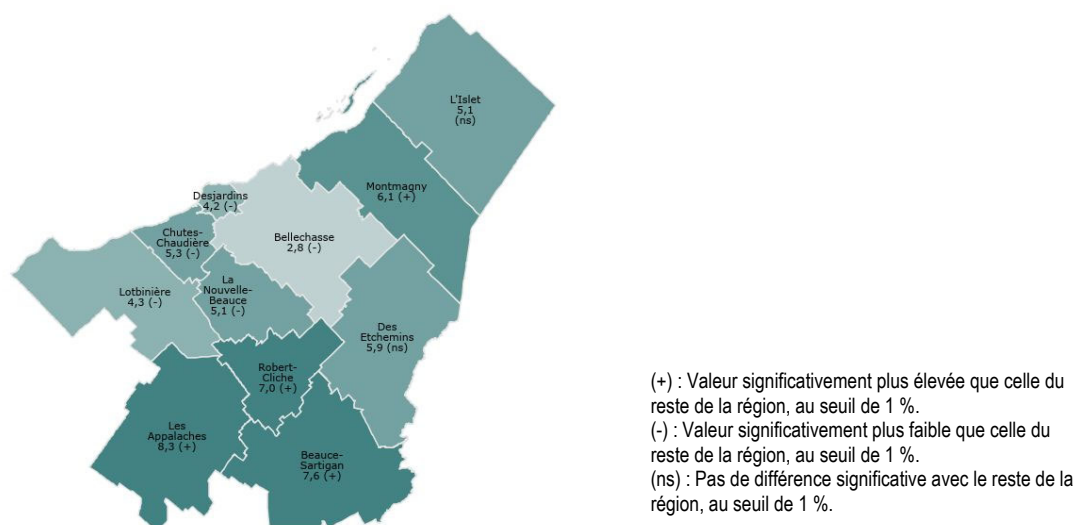 L'Islet
5,1
(ns)
Montmagny
6,1 (+)
Desjardins
4,2 (-)
Bellechasse
2,8 (-)
Chutes-
Chaudière
5,3 (-)
La
Nouvelle-
Beauce
5,1 (-)
Lotbinière
4,3 (-)
Des
Etchemins
5,9 (ns)
Robert-
Cliche
7,0 (+)
Les
Appalaches
8,3 (+)
Beauce-
Sartigan
7,6 (+)
(+) : Valeur significativement plus élevée que celle du
reste de la région, au seuil de 1 %.
(-) : Valeur significativement plus faible que celle du
reste de la région, au seuil de 1 %.
(ns) : Pas de différence significative avec le reste de la
région, au seuil de 1 %.